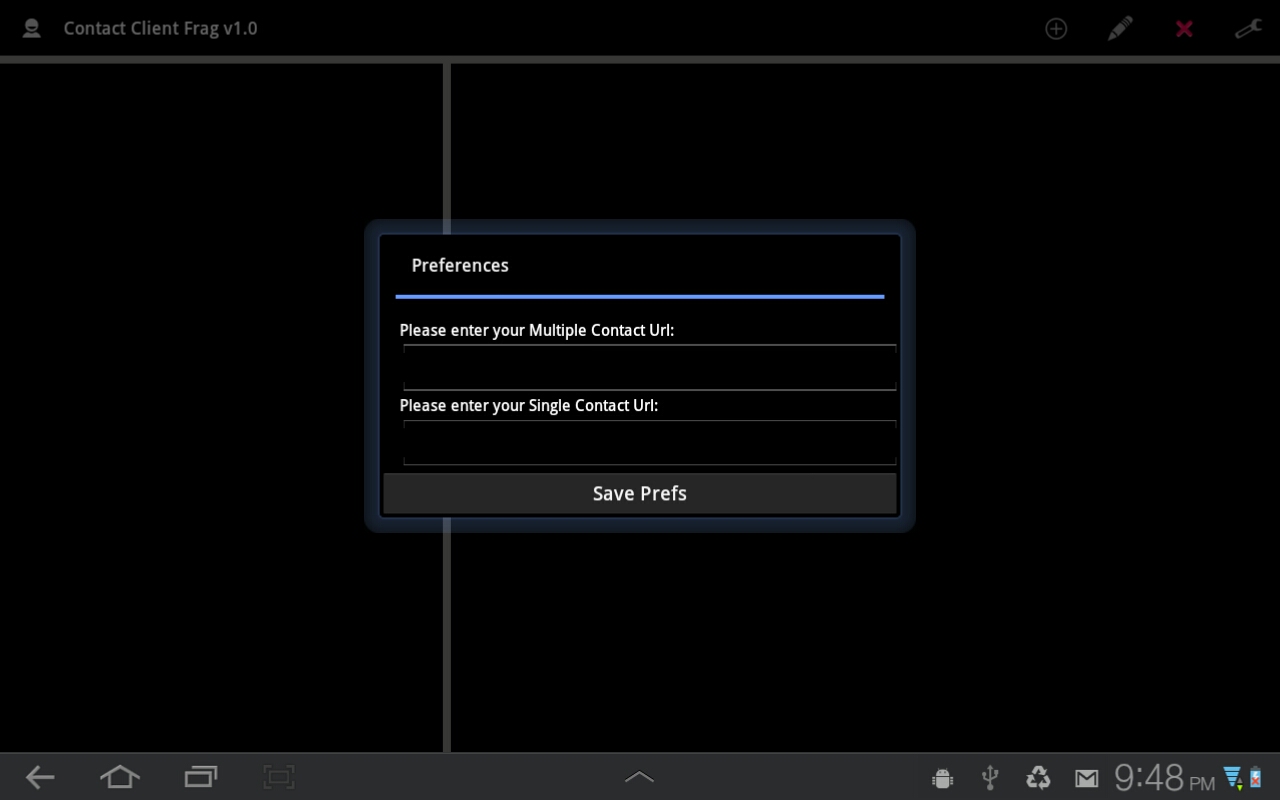 Contact Client Frag v1.0
Preferences
Please enter your Multiple Contact Url:
Please enter your Single Contact Url:
Save Prefs
9:48 PM